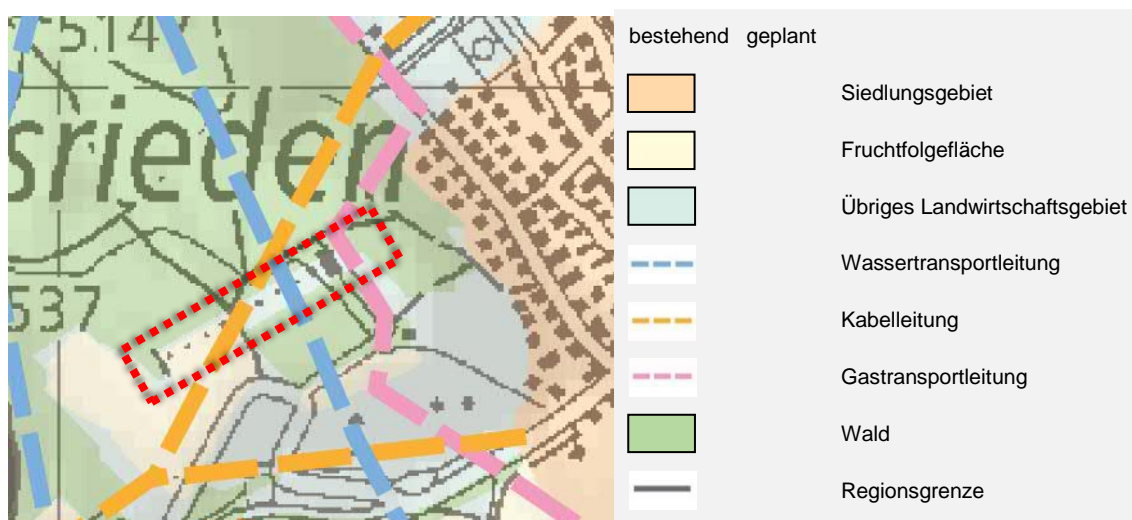 -514
srieden
537
bestehend geplant
Siedlungsgebiet
Fruchtfolgefläche
Übriges Landwirtschaftsgebiet
Wassertransportleitung
Kabelleitung
Gastransportleitung
Wald
Regionsgrenze